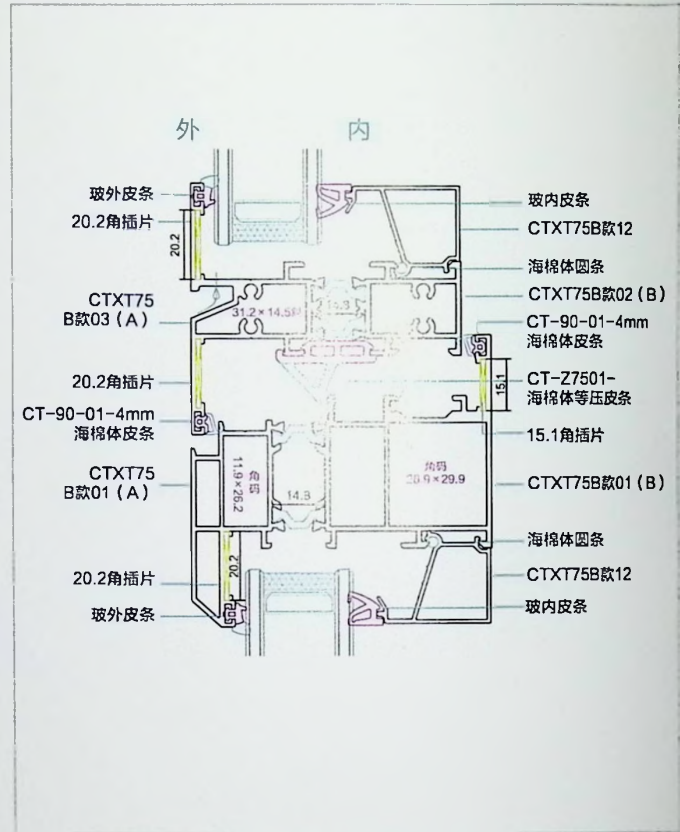 外 内
玻外皮条
20.2角插片
20.2
CTXT75
B款03（A）
31.2×14.5
20.2角插片
CT-90-01-4mm
海棉体皮条
CTXT75
B款01（A）
角码
11.9×26.2
14.3
20.2角插片
20.2
玻外皮条
玻内皮条
CTXT75B款12
海棉体圆条
CTXT75B款02（B）
CT-90-01-4mm
海棉体皮条
15.1
CT-Z7501-
海棉体等压皮条
15.1角插片
角码
CTXT75B款01（B）
海棉体圆条
CTXT75B款12
玻内皮条